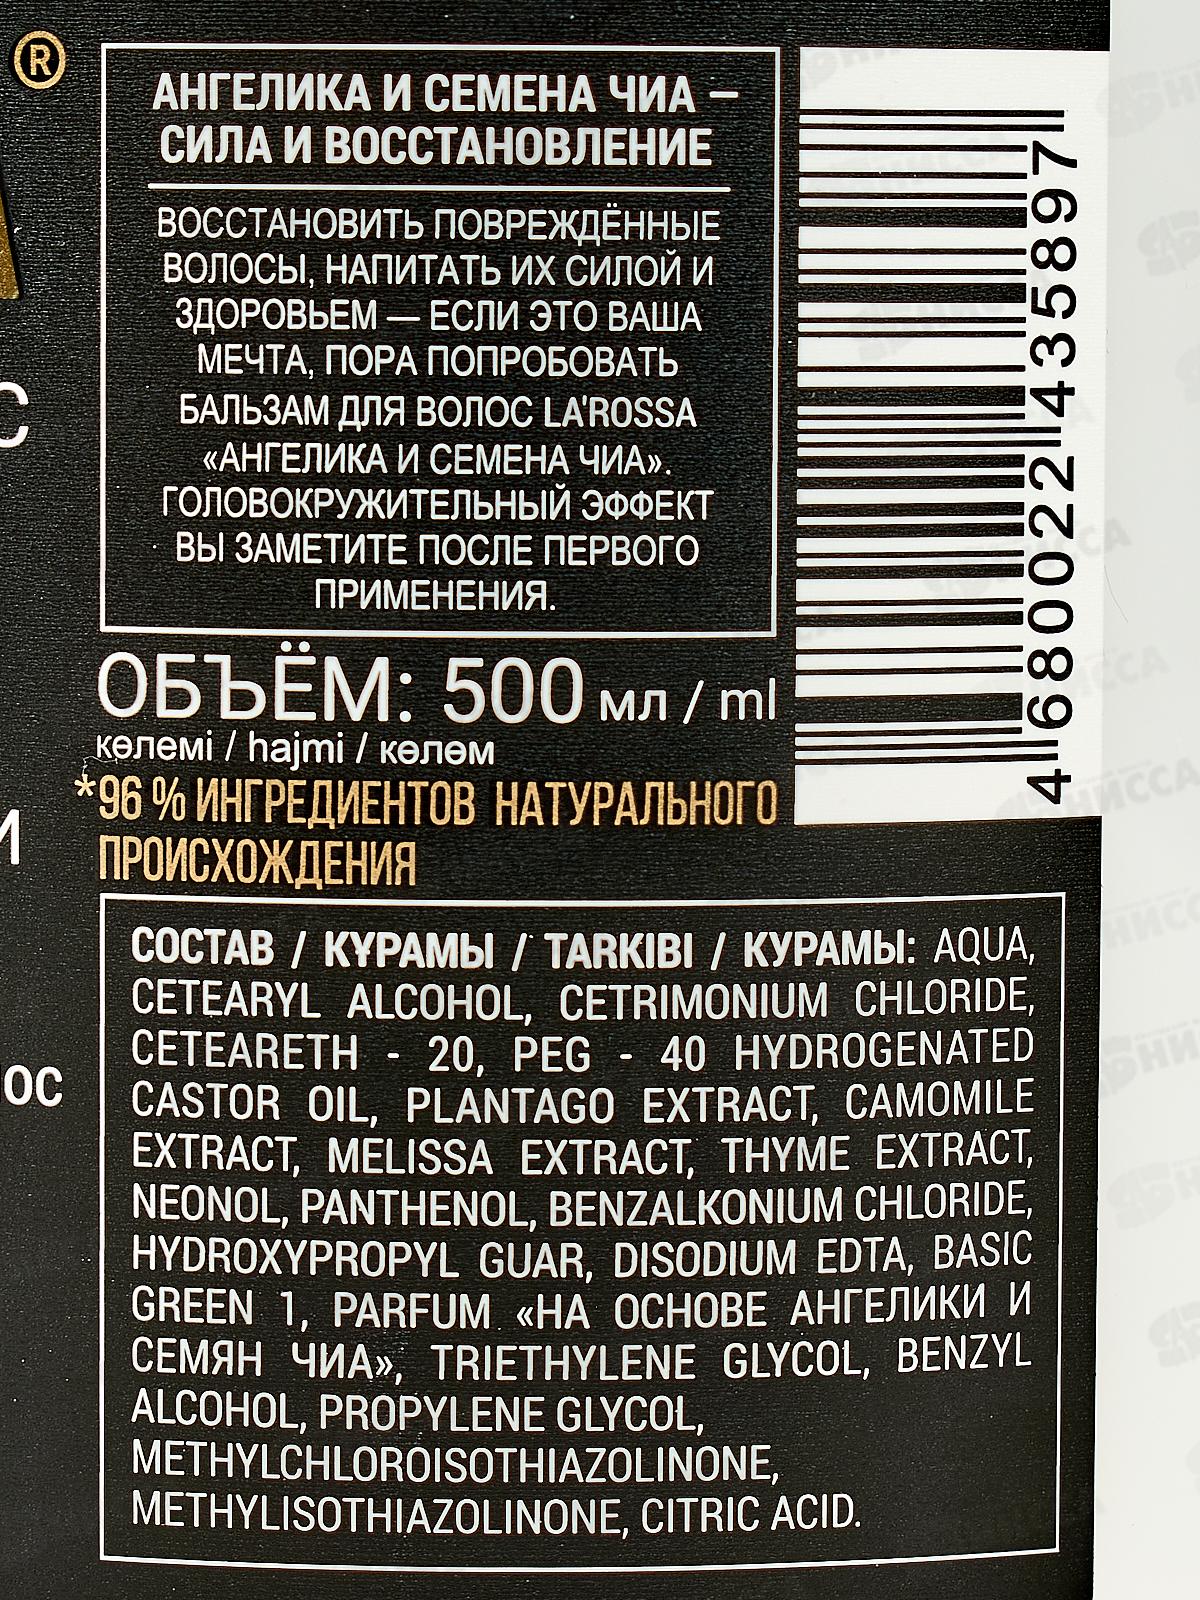 ®
АНГЕЛИКА И СЕМЕНА ЧИА –
СИЛА И ВОССТАНОВЛЕНИЕ
ВОССТАНОВИТЬ ПОВРЕЖДЁННЫЕ
ВОЛОСЫ, НАПИТАТЬ ИХ СИЛОЙ И
ЗДОРОВЬЕМ — ЕСЛИ ЭТО ВАША
МЕЧТА, ПОРА ПОПРОБОВАТЬ
БАЛЬЗАМ ДЛЯ ВОЛОС LA'ROSSA
«АНГЕЛИКА И СЕМЕНА ЧИА».
ГОЛОВОКРУЖИТЕЛЬНЫЙ ЭФФЕКТ
ВЫ ЗАМЕТИТЕ ПОСЛЕ ПЕРВОГО
ПРИМЕНЕНИЯ.
4 680022 435897
ОБЪЁМ: 500 мл / ml
көлемі / hajmi / көлөм
*96 % ИНГРЕДИЕНТОВ НАТУРАЛЬНОГО
ПРОИСХОЖДЕНИЯ
СОСТАВ / ҚҰРАМЫ / TARKIBI / КУРАМЫ: AQUA,
CETEARYL ALCOHOL, CETRIMONIUM CHLORIDE,
CETEARETH - 20, PEG - 40 HYDROGENATED
CASTOR OIL, PLANTAGO EXTRACT, CAMOMILE
EXTRACT, MELISSA EXTRACT, THYME EXTRACT,
NEONOL, PANTHENOL, BENZALKONIUM CHLORIDE,
HYDROXYPROPYL GUAR, DISODIUM EDTA, BASIC
GREEN 1, PARFUM «НА ОСНОВЕ АНГЕЛИКИ И
СЕМЯН ЧИА», TRIETHYLENE GLYCOL, BENZYL
ALCOHOL, PROPYLENE GLYCOL,
METHYLCHLOROISOTHIAZOLINONE,
METHYLISOTHIAZOLINONE, CITRIC ACID.